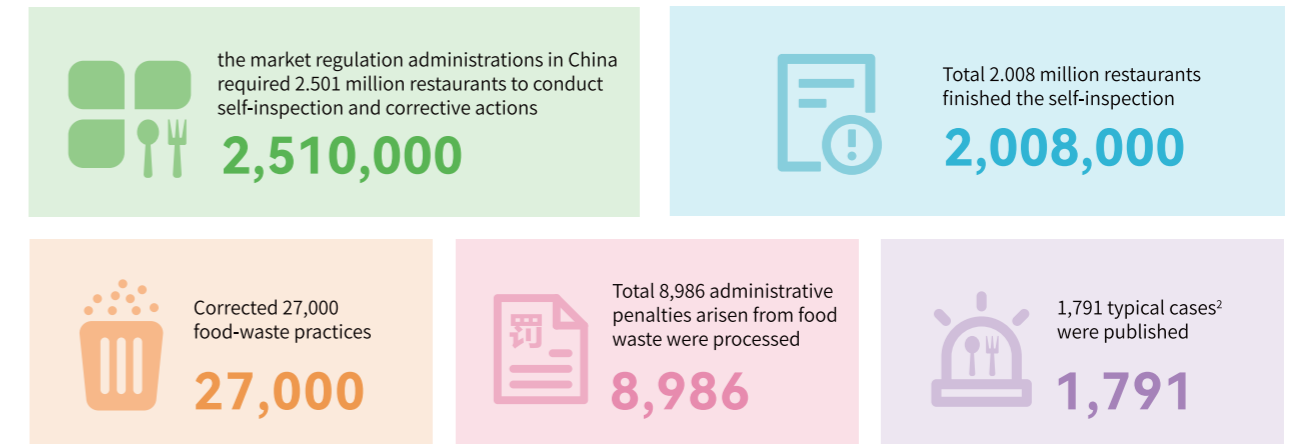 the market regulation administrations in China
required 2.501 million restaurants to conduct
self-inspection and corrective actions
2,510,000
Total 2.008 million restaurants
finished the self-inspection
2,008,000
Corrected 27,000
food-waste practices
27,000
罚
Total 8,986 administrative
penalties arisen from food
waste were processed
8,986
1,791 typical cases²
were published
1,791